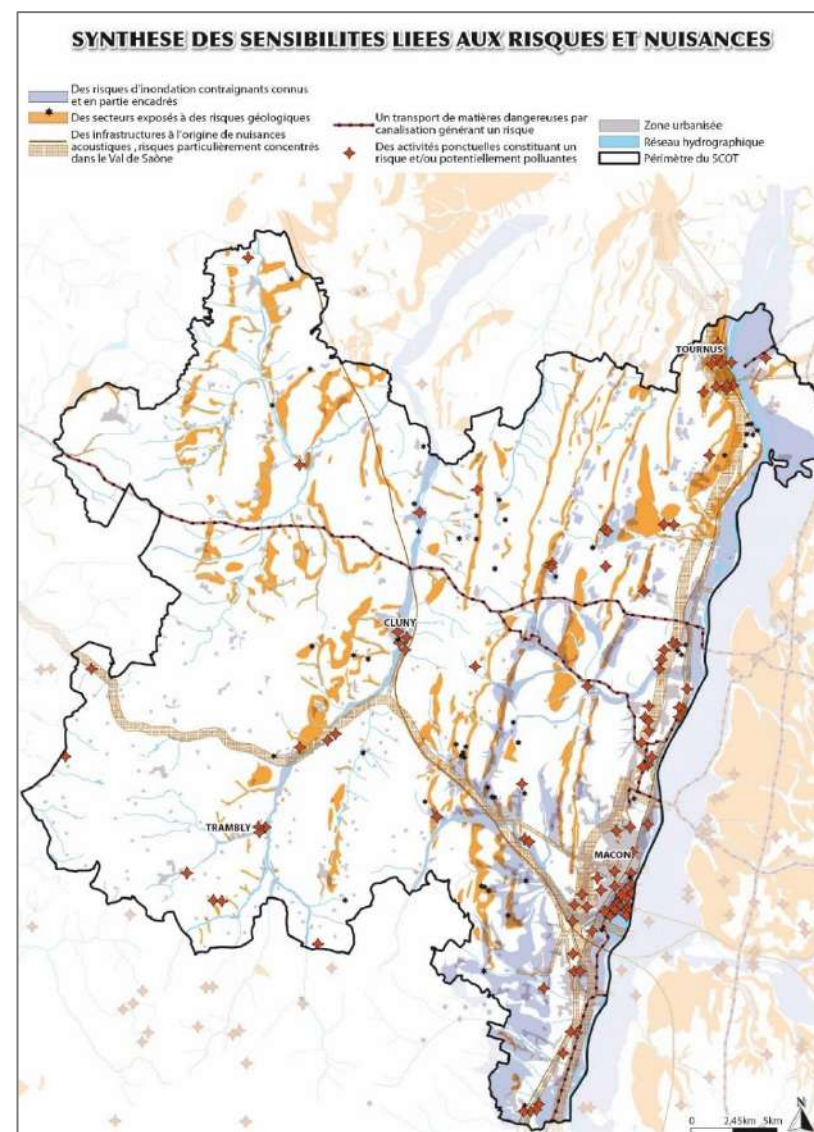 SYNTHESE DES SENSIBILITES LIEES AUX RISQUES ET NUISANCES
Des risques d'inondation contraignants connus
et en partie encadrés
Des secteurs exposés à des risques géologiques
Des infrastructures à l'origine de nuisances
acoustiques , risques particulièrement concentrés
dans le Val de Saône
Un transport de matières dangereuses par
canalisation générant un risque
Des activités ponctuelles constituant un
risque et/ou potentiellement polluantes
Zone urbanisée
Réseau hydrographique
Périmètre du SCOT
TOURNUS
CLUNY
TRAMBLY
MACON
0 2,45km 5km
N